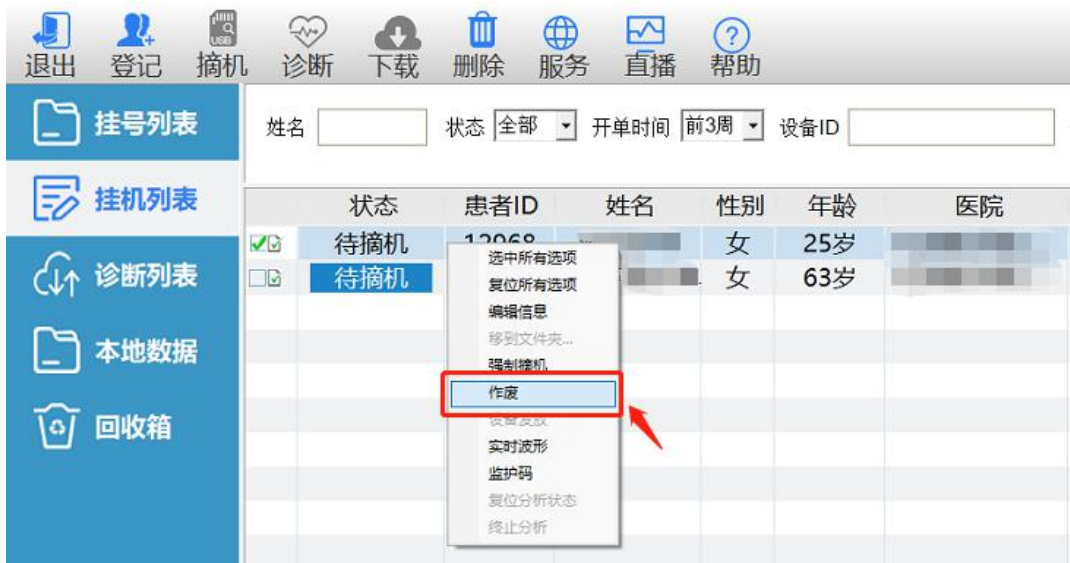 USB
退出 登记 摘机 诊断 下载 删除 服务 直播 帮助
挂号列表
姓名 状态 全部 开单时间 前3周 设备ID
挂机列表
状态 患者ID 姓名 性别 年龄 医院
待摘机 12968 女 25岁
待摘机 女 63岁
选中所有选项
复位所有选项
编辑信息
移到文件夹...
强制摘机
作废
设备发放
实时波形
监护码
复位分析状态
终止分析
诊断列表
本地数据
回收箱